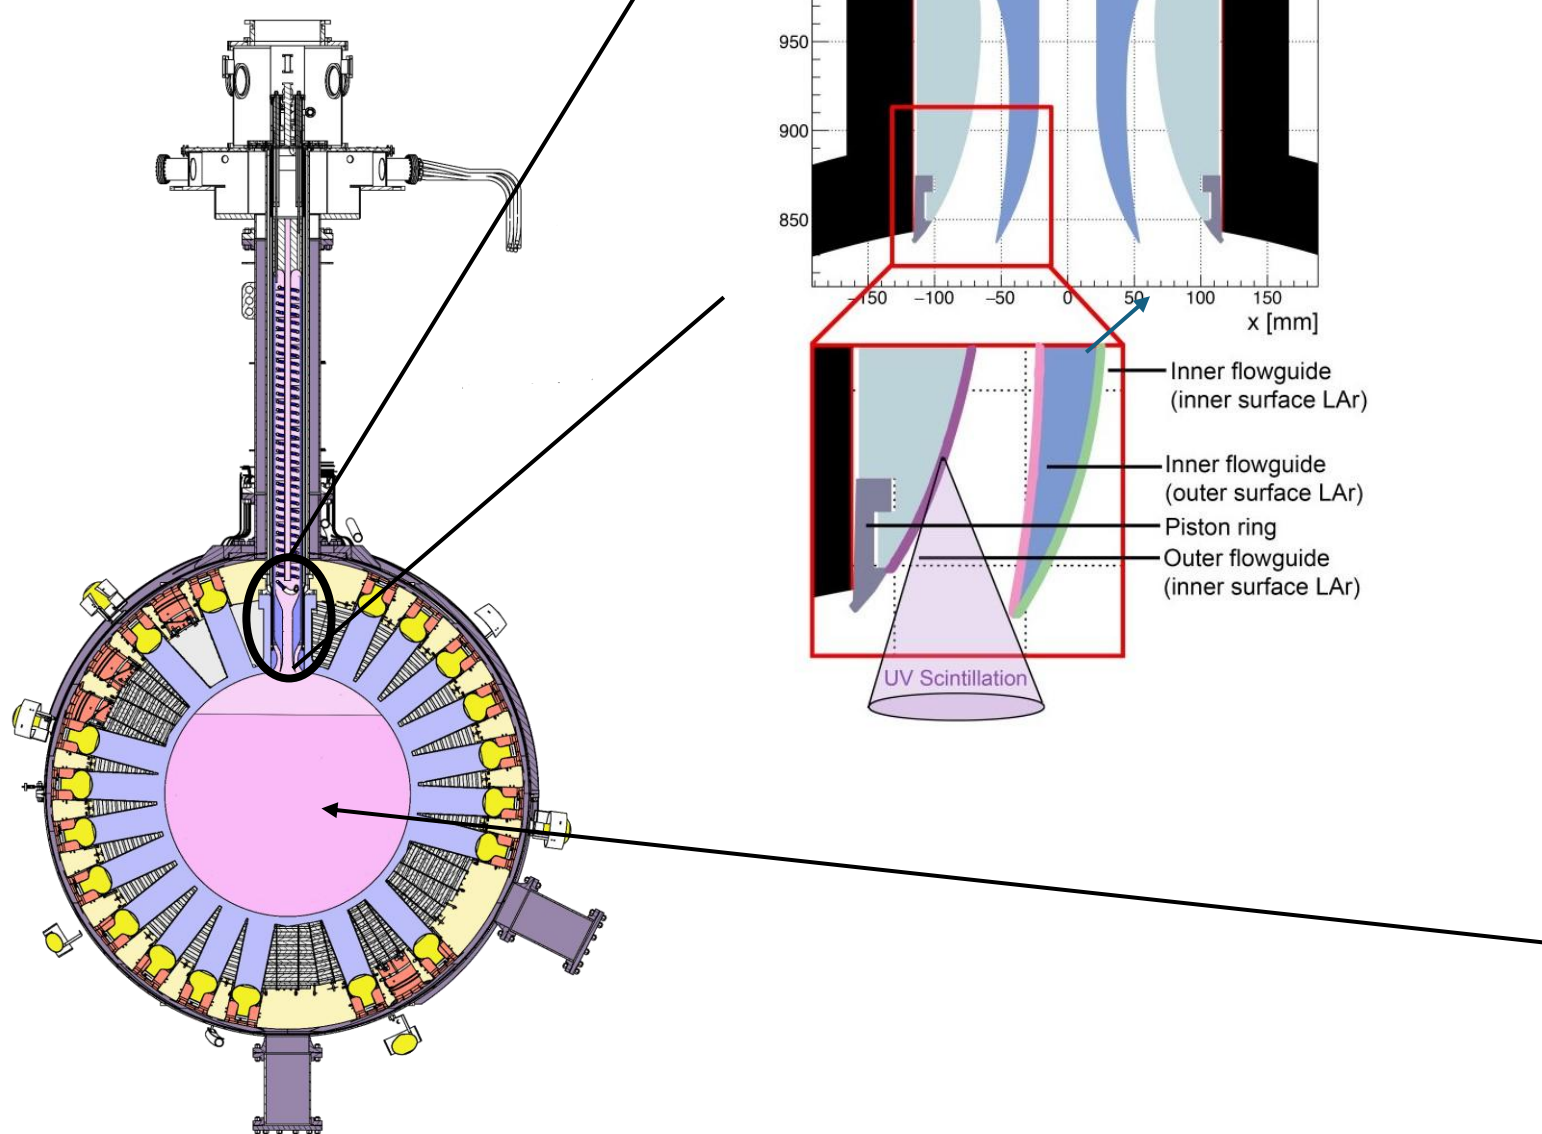 950
900
850
−150 −100 −50 0 50 100 150
x [mm]
Inner flowguide
(inner surface LAr)
Inner flowguide
(outer surface LAr)
Piston ring
Outer flowguide
(inner surface LAr)
UV Scintillation